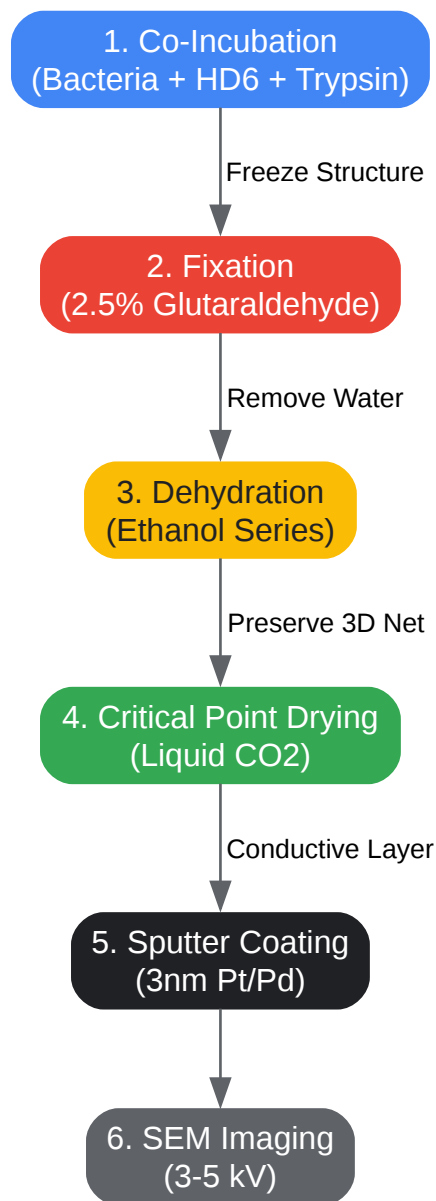 1. Co-Incubation
(Bacteria + HD6 + Trypsin)
Freeze Structure
2. Fixation
(2.5% Glutaraldehyde)
Remove Water
3. Dehydration
(Ethanol Series)
Preserve 3D Net
4. Critical Point Drying
(Liquid CO2)
Conductive Layer
5. Sputter Coating
(3nm Pt/Pd)
6. SEM Imaging
(3-5 kV)